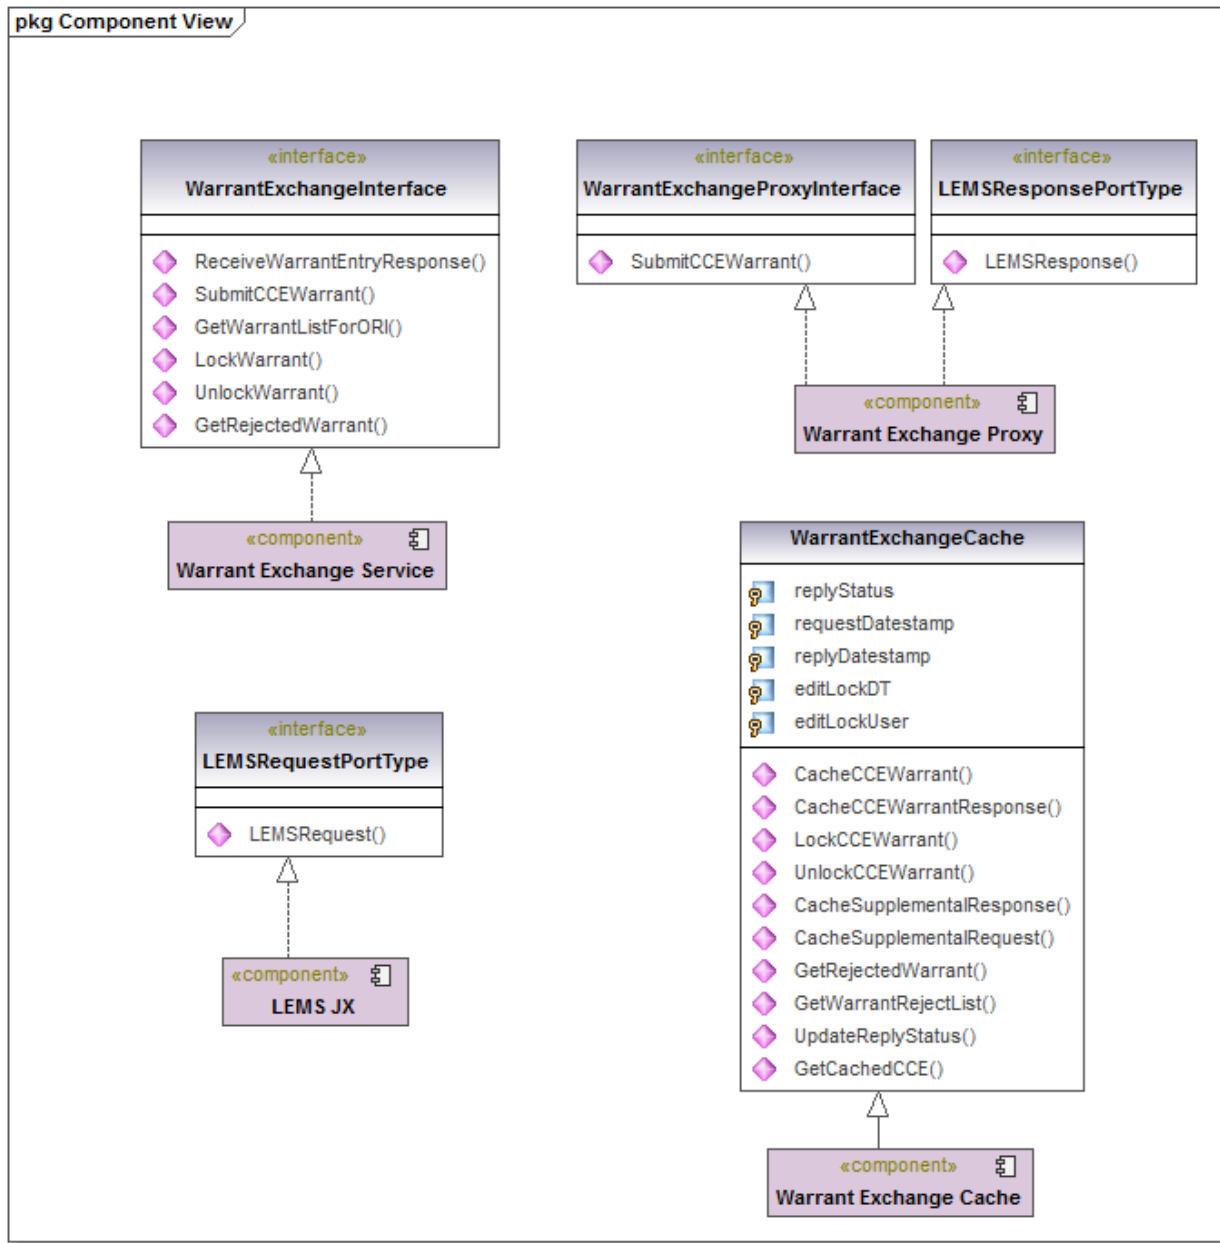 pkg Component View
«interface»
WarrantExchangeInterface
ReceiveWarrantEntryResponse()
SubmitCCEWarrant()
GetWarrantListForORI()
LockWarrant()
UnlockWarrant()
GetRejectedWarrant()
«component»
Warrant Exchange Service
«interface»
WarrantExchangeProxyInterface
SubmitCCEWarrant()
«interface»
LEMSResponsePortType
LEMSResponse()
«component»
Warrant Exchange Proxy
«interface»
LEMSRequestPortType
LEMSRequest()
«component»
LEMS JX
WarrantExchangeCache
replyStatus
requestDatestamp
replyDatestamp
editLockDT
editLockUser
CacheCCEWarrant()
CacheCCEWarrantResponse()
LockCCEWarrant()
UnlockCCEWarrant()
CacheSupplementalResponse()
CacheSupplementalRequest()
GetRejectedWarrant()
GetWarrantRejectList()
UpdateReplyStatus()
GetCachedCCE()
«component»
Warrant Exchange Cache